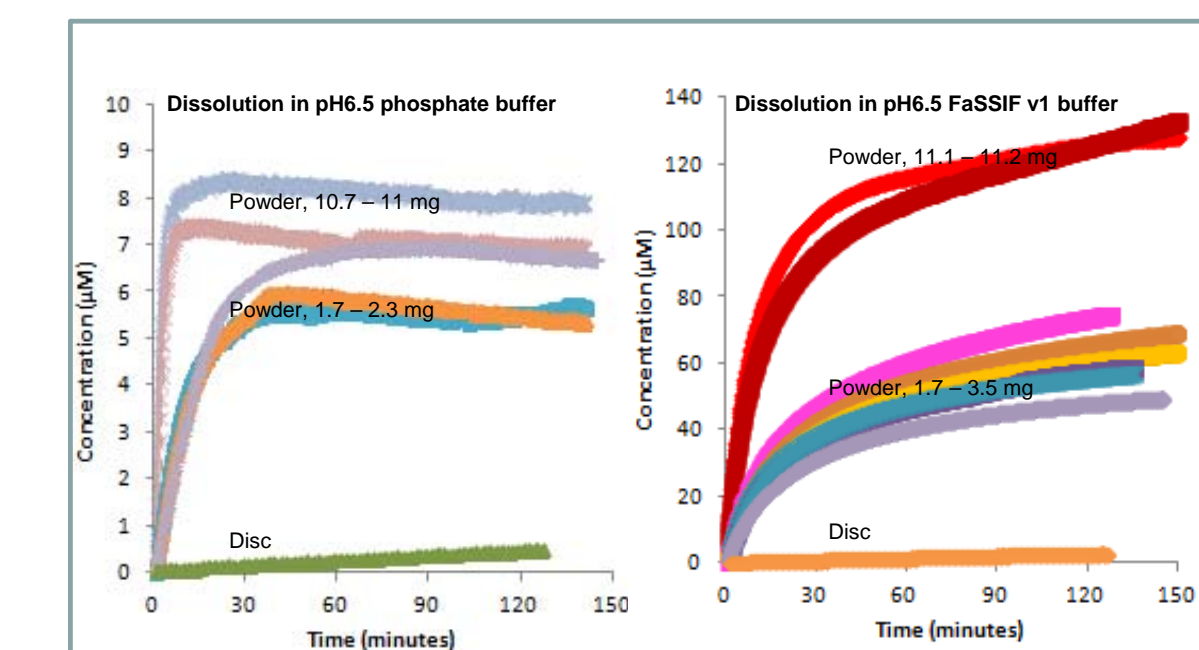 Dissolution in pH6.5 phosphate buffer
10
9
8
7
6
5
4
3
2
1
0
Concentration (µM)
Powder, 10.7 – 11 mg
Powder, 1.7 – 2.3 mg
Disc
0 30 60 90 120 150
Time (minutes)
Dissolution in pH6.5 FaSSIF v1 buffer
140
120
100
80
60
40
20
0
Concentration (µM)
Powder, 11.1 – 11.2 mg
Powder, 1.7 – 3.5 mg
Disc
0 30 60 90 120 150
Time (minutes)